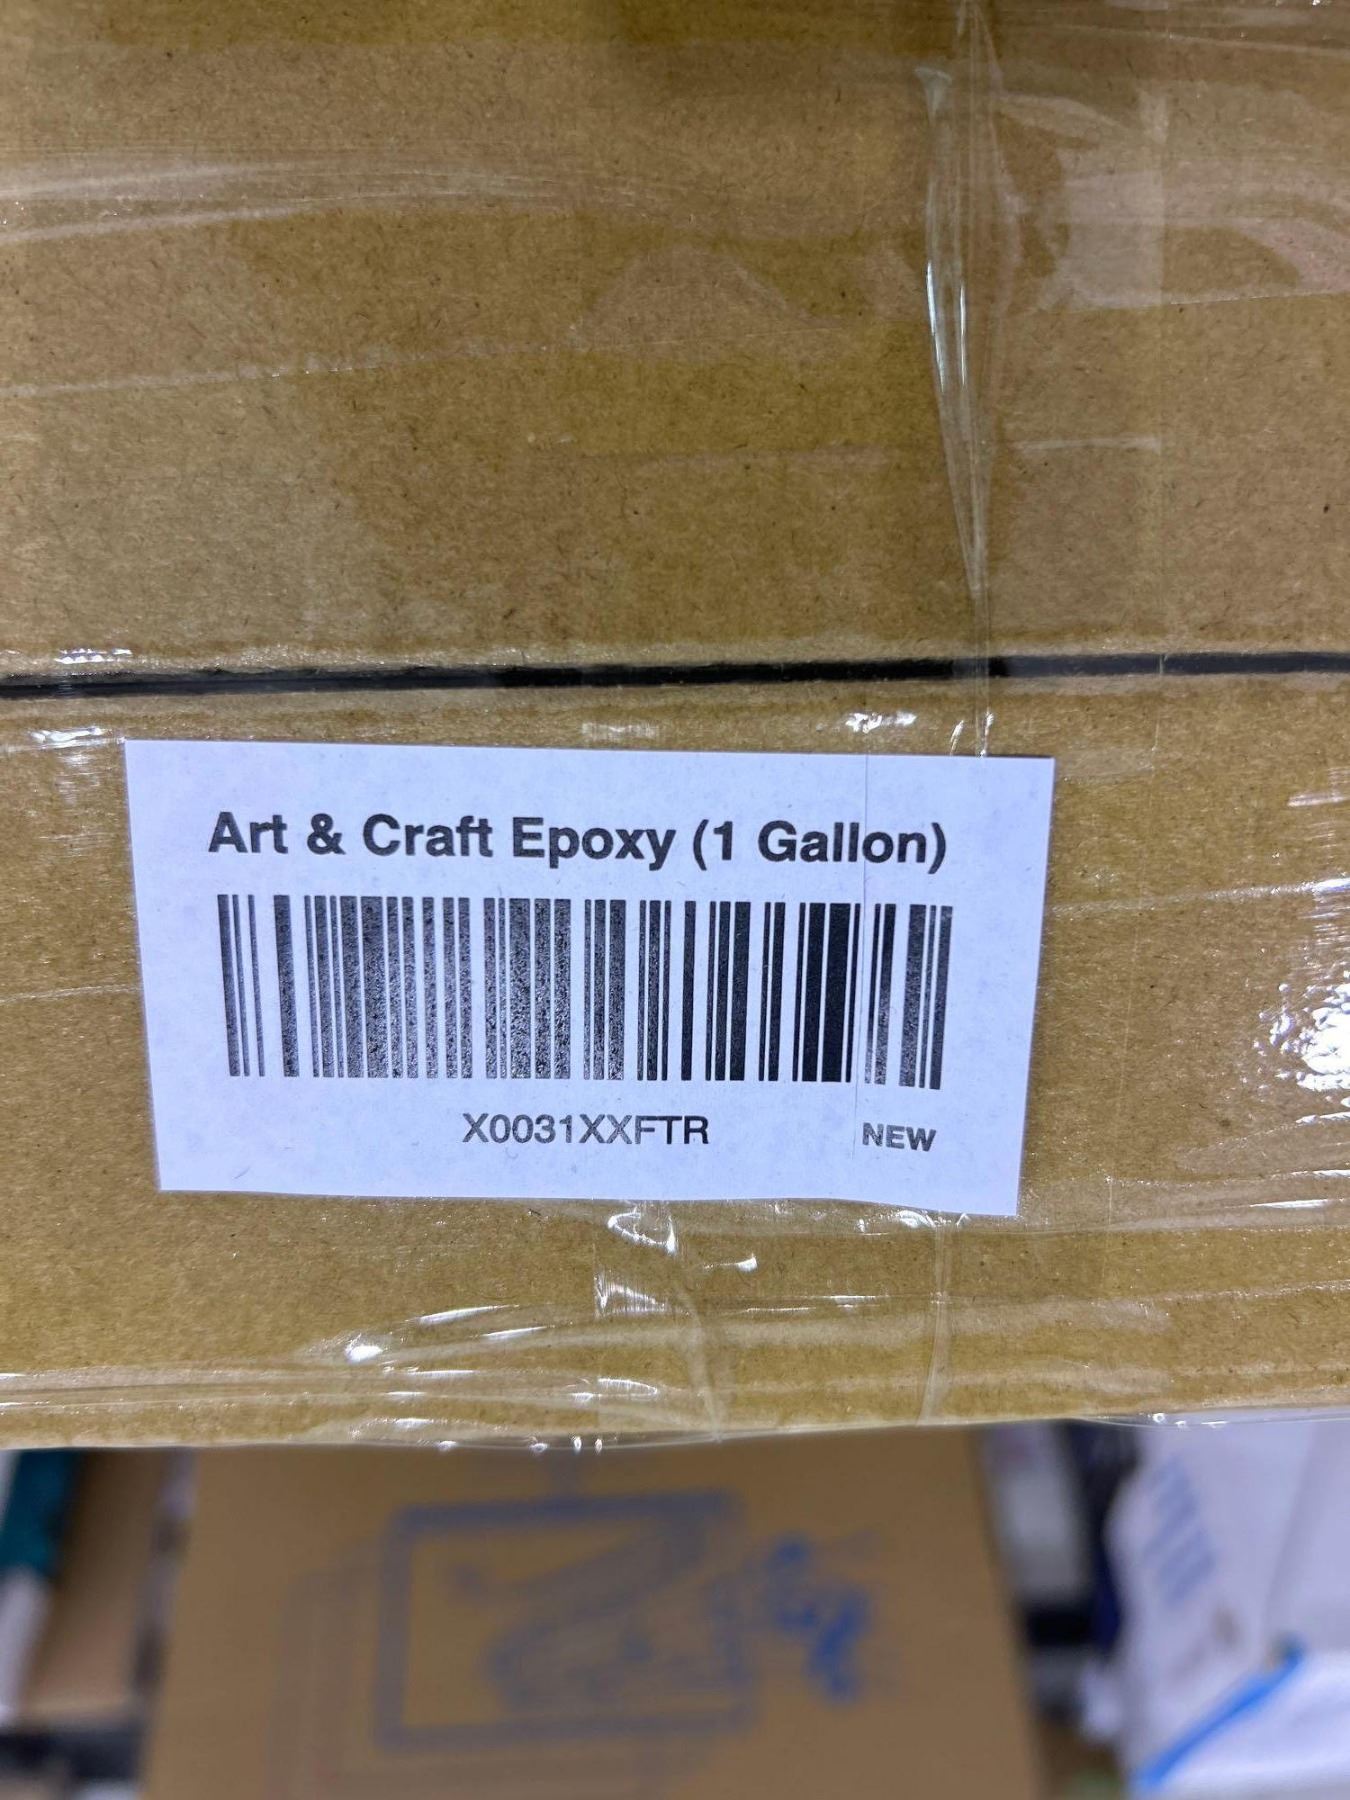 Art & Craft Epoxy (1 Gallon)
X0031XXFTR
NEW